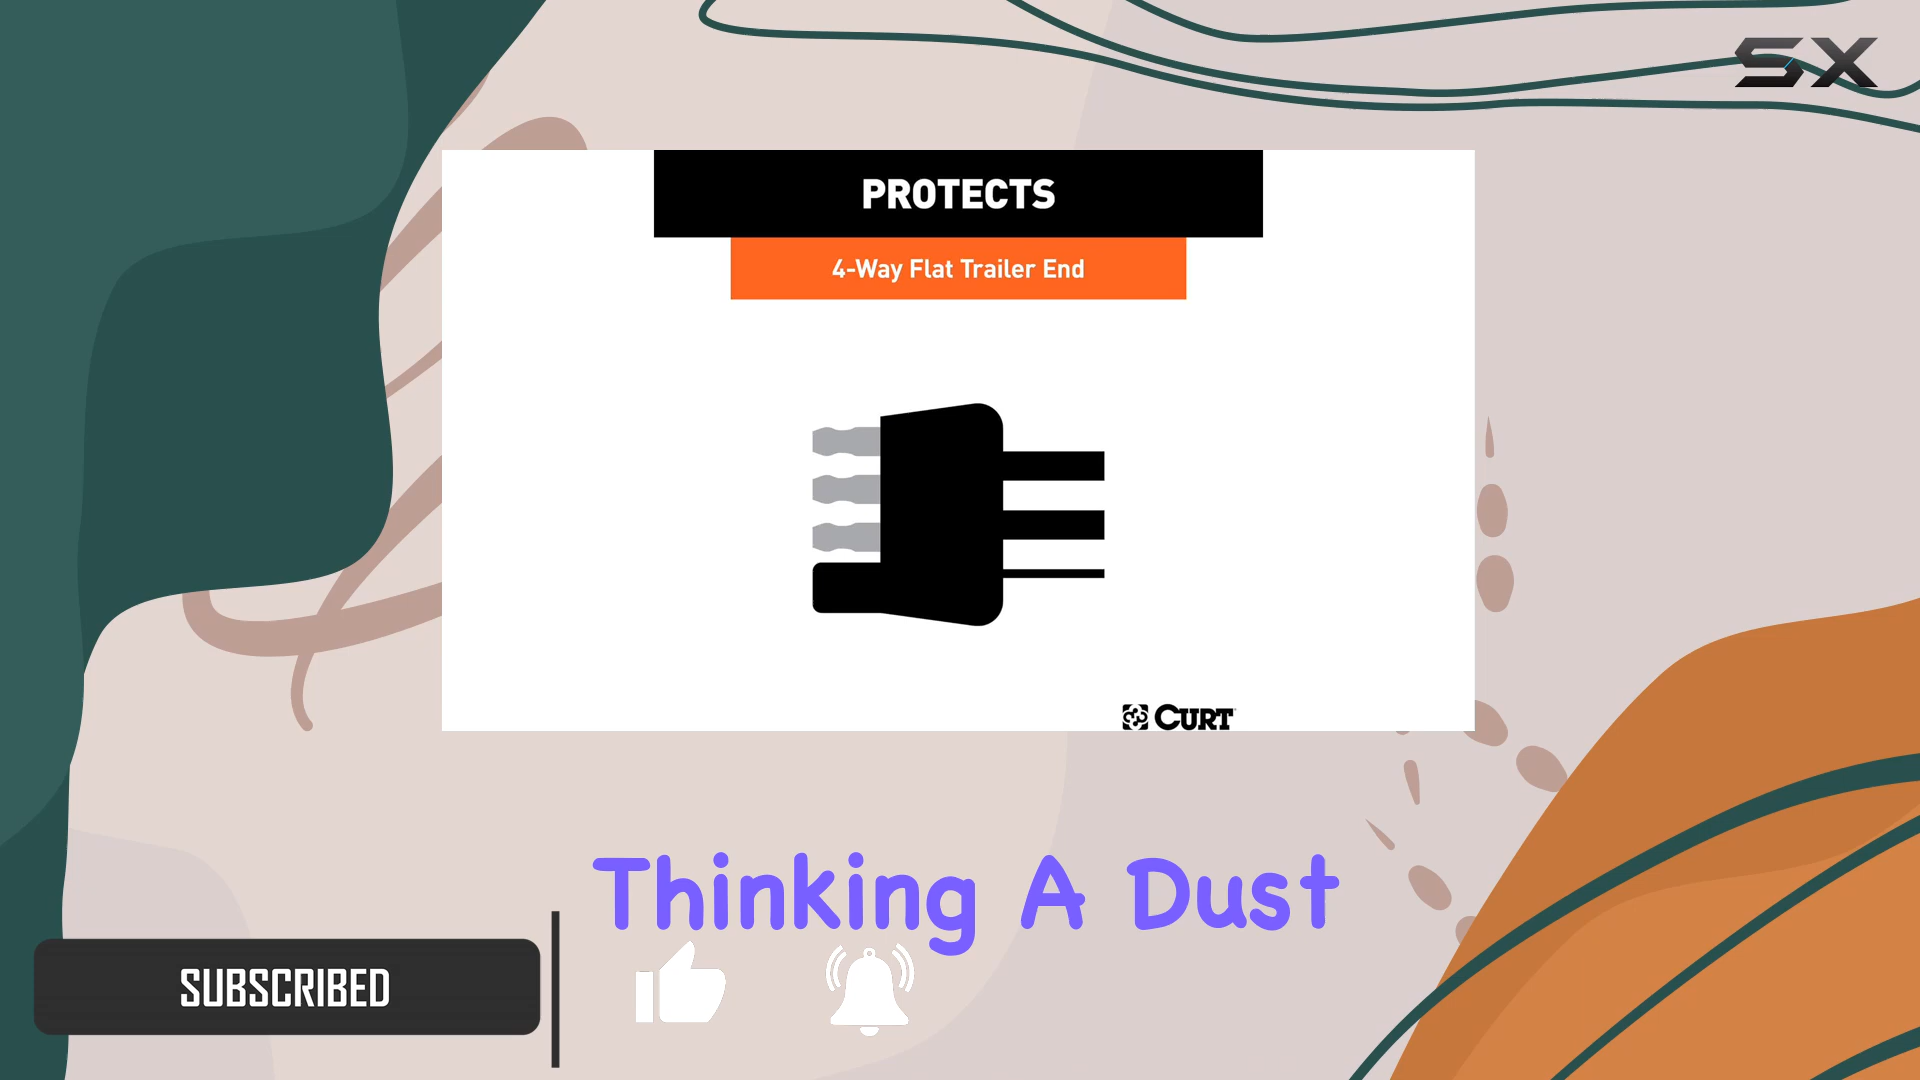 SX
PROTECTS
4-Way Flat Trailer End
CURT
Thinking A Dust
SUBSCRIBED